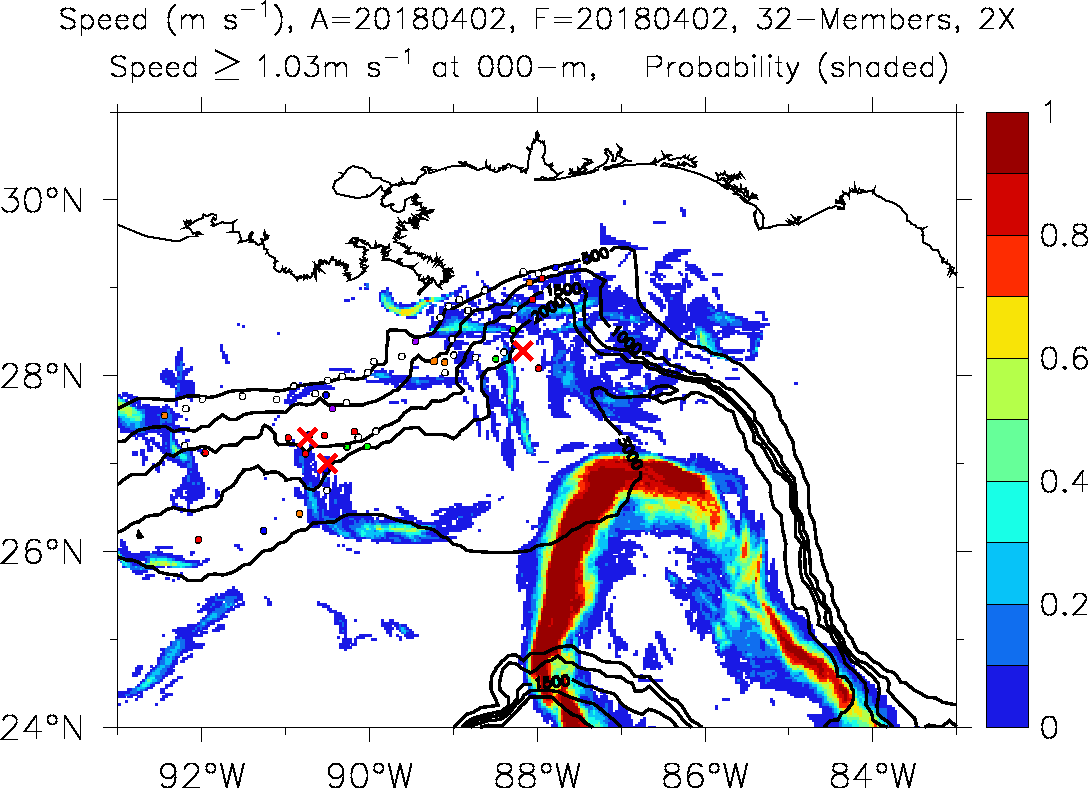 Speed (m s⁻¹), A=20180402, F=20180402, 32-Members, 2X
Speed ≥ 1.03m s⁻¹ at 000-m, Probability (shaded)
1
30°N
0.8
500
1500
2000
1000
0.6
28°N
3000
0.4
26°N
0.2
1500
24°N
0
92°W 90°W 88°W 86°W 84°W